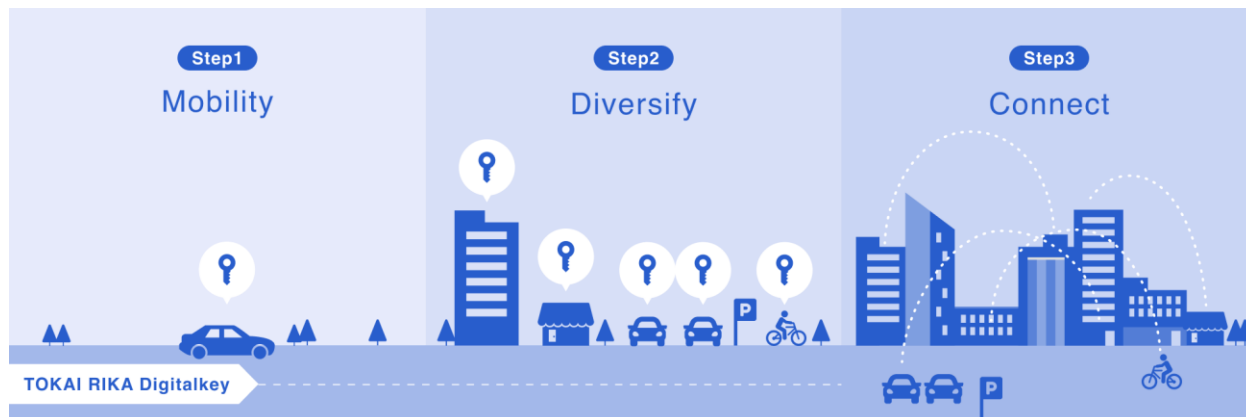 Step1
Mobility
Step2
Diversify
Step3
Connect
P
P
TOKAI RIKA Digitalkey